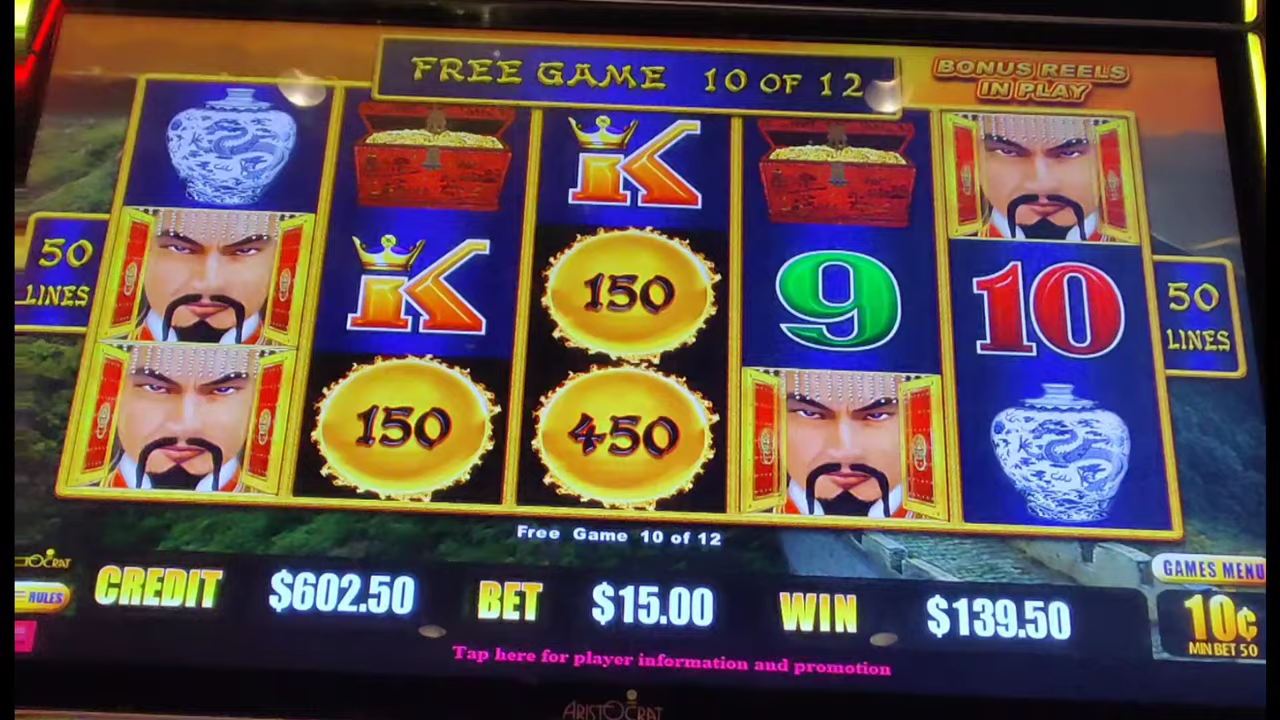 FREE GAME 10 OF 12
BONUS REELS
IN PLAY
K
50
LINES
K
150
9
10
50
LINES
150
450
Free Game 10 of 12
RULES
CREDIT $602.50 BET $15.00 WIN $139.50
GAMES MENU
10¢
MIN BET 50
Tap here for player information and promotion
ARISTOCRAT